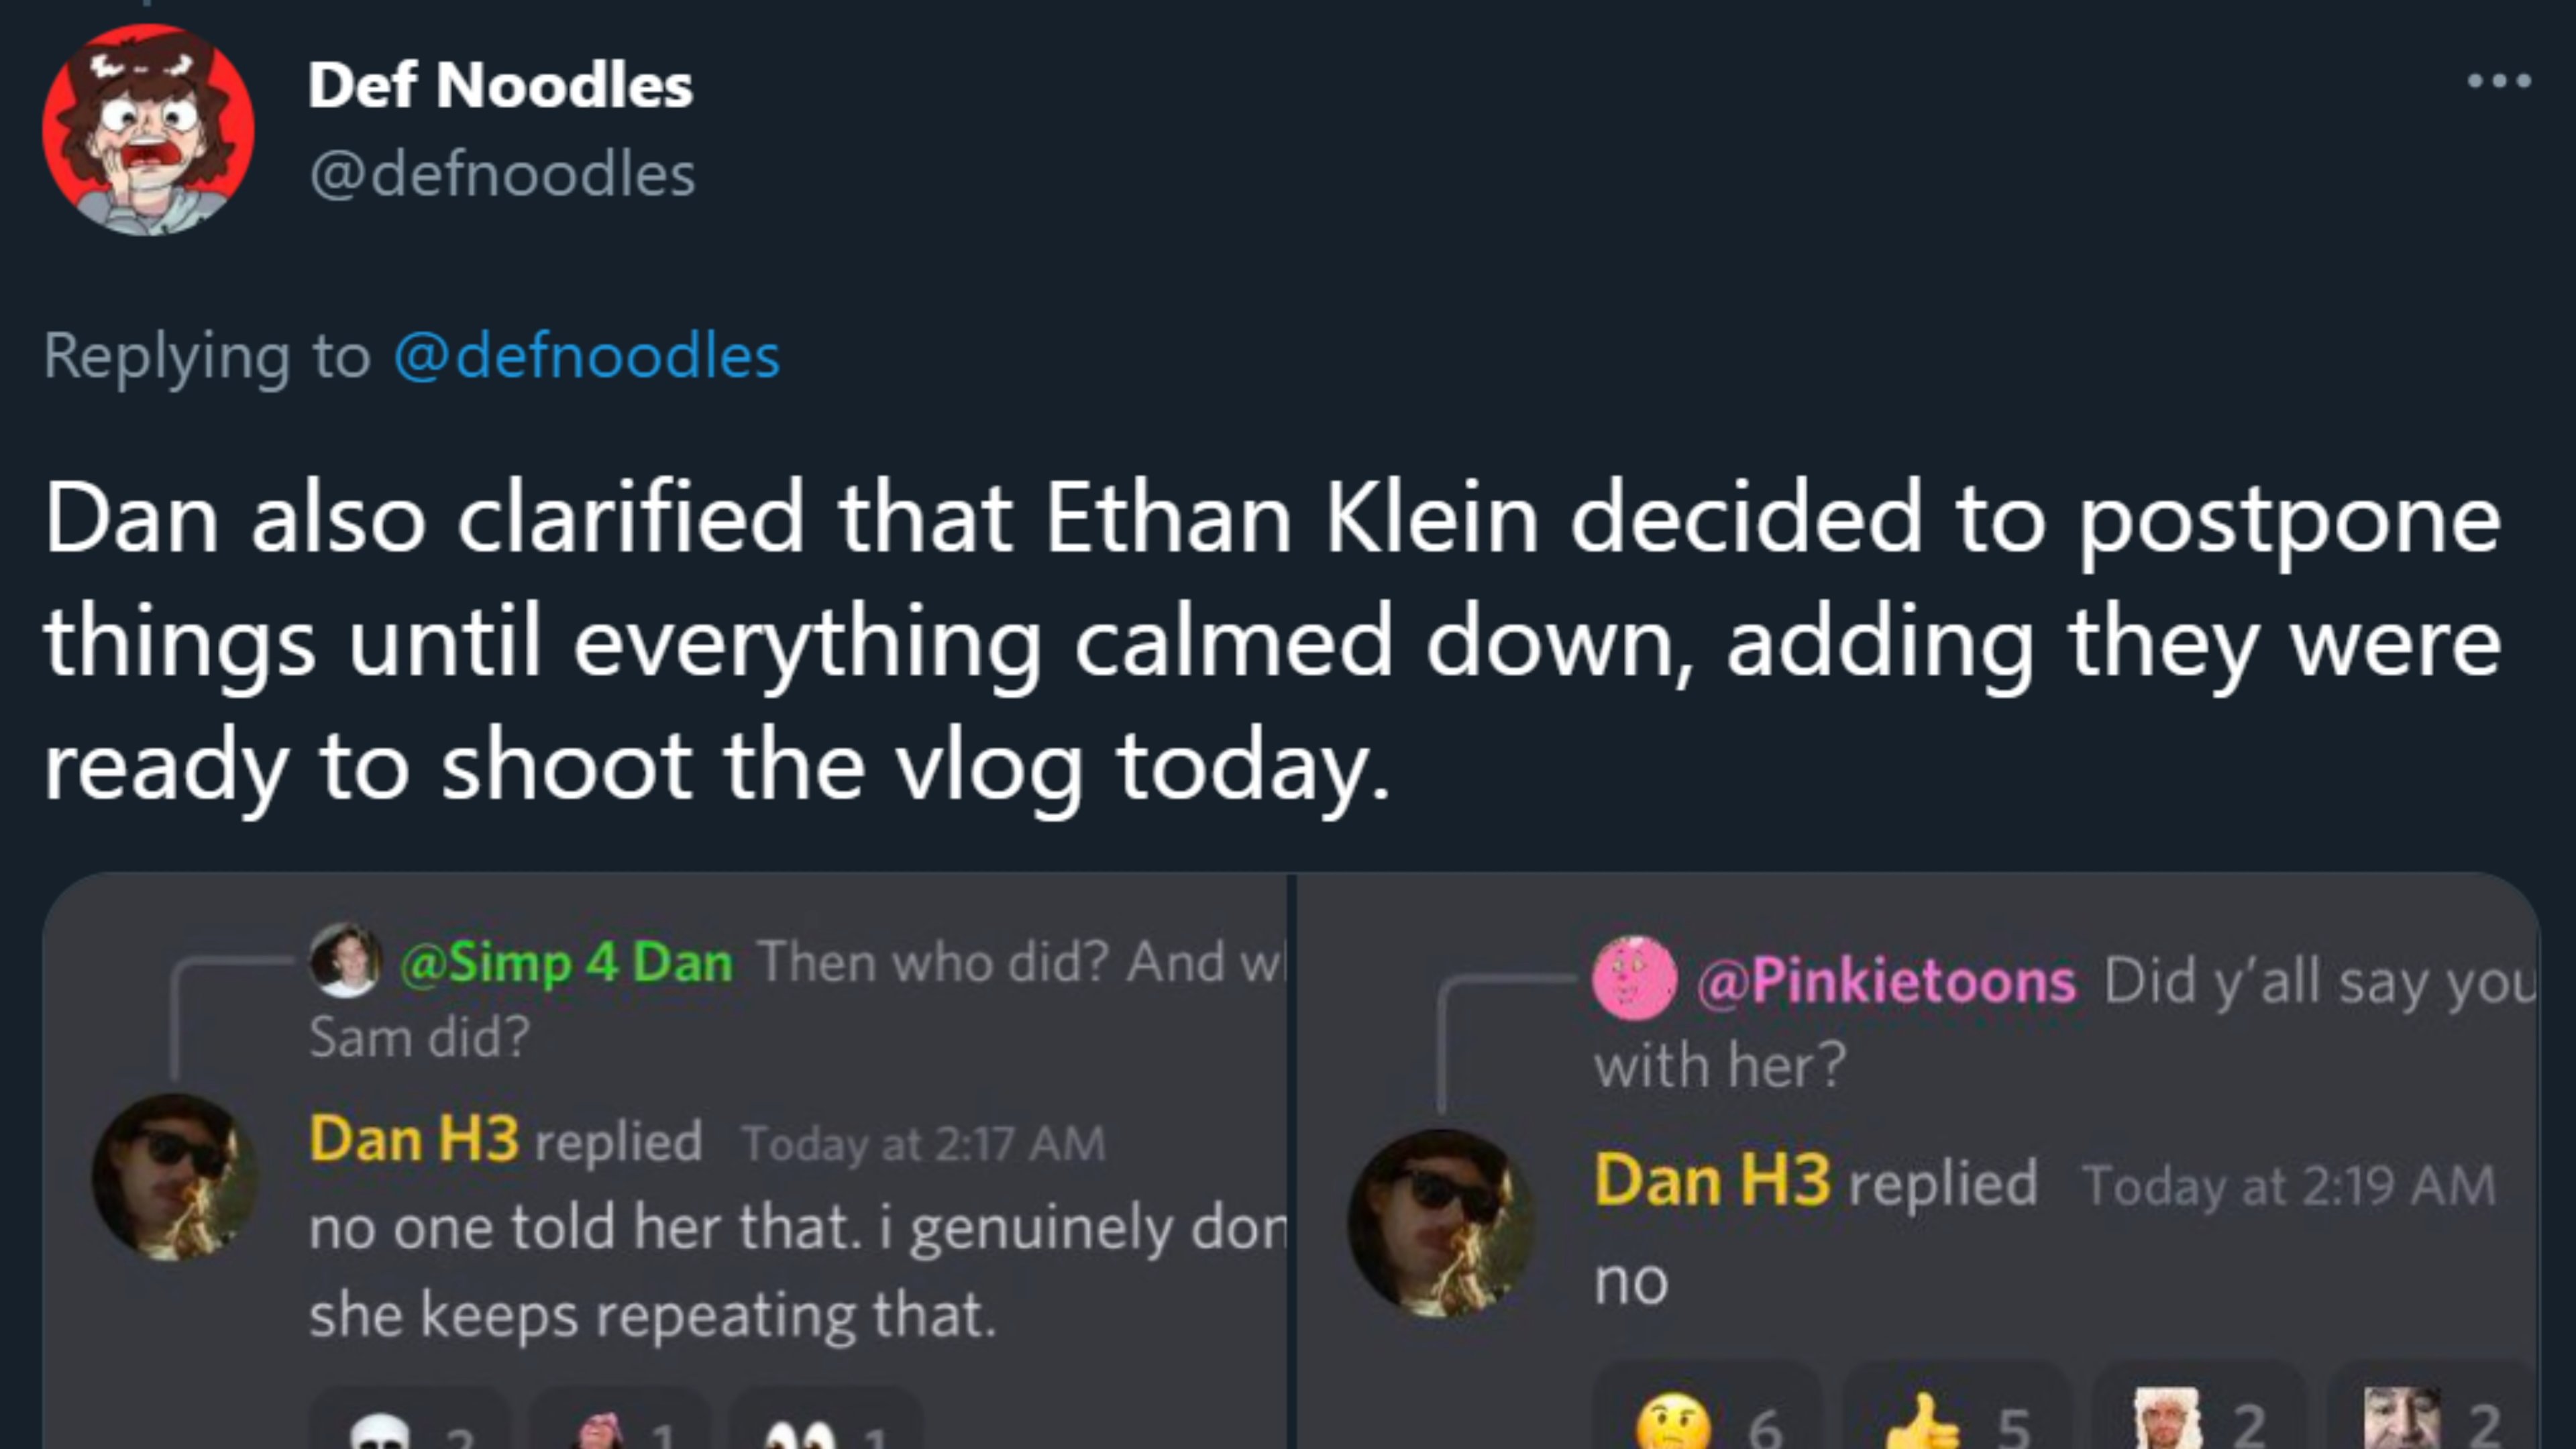 Def Noodles
@defnoodles
Replying to @defnoodles
Dan also clarified that Ethan Klein decided to postpone
things until everything calmed down, adding they were
ready to shoot the vlog today.
@Simp 4 Dan Then who did? And
Sam did?
Dan H3 replied Today at 2:17 AM
no one told her that. i genuinely
she keeps repeating that.
2 1 1
@Pinkietoons Did y'all say you
with her?
Dan H3 replied Today at 2:19 AM
no
6 5 2 2